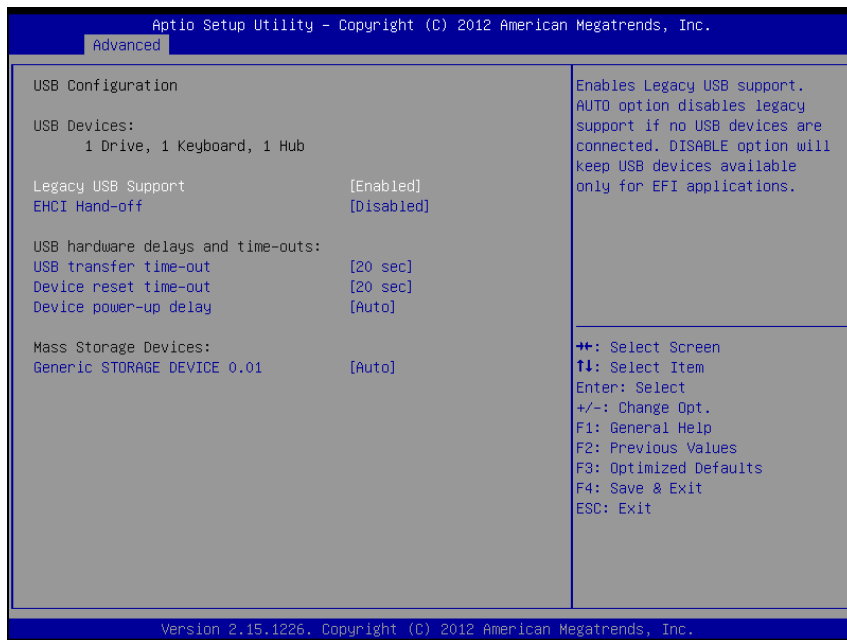 Aptio Setup Utility – Copyright (C) 2012 American Megatrends, Inc.
Advanced
USB Configuration
USB Devices:
1 Drive, 1 Keyboard, 1 Hub
Legacy USB Support [Enabled]
EHCI Hand-off [Disabled]
USB hardware delays and time-outs:
USB transfer time-out [20 sec]
Device reset time-out [20 sec]
Device power-up delay [Auto]
Mass Storage Devices:
Generic STORAGE DEVICE 0.01 [Auto]
Enables Legacy USB support.
AUTO option disables legacy
support if no USB devices are
connected. DISABLE option will
keep USB devices available
only for EFI applications.
→←: Select Screen
↑↓: Select Item
Enter: Select
+/-: Change Opt.
F1: General Help
F2: Previous Values
F3: Optimized Defaults
F4: Save & Exit
ESC: Exit
Version 2.15.1226. Copyright (C) 2012 American Megatrends, Inc.